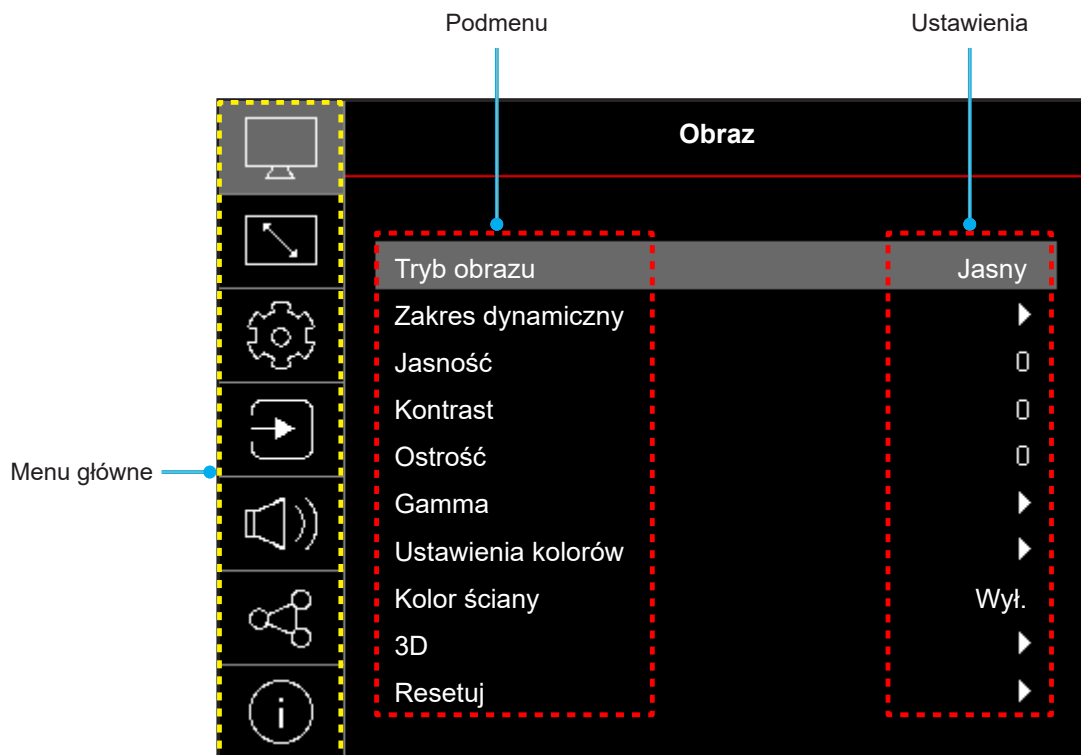 Podmenu
Ustawienia
Obraz
Tryb obrazu Jasny
Zakres dynamiczny
Jasność 0
Kontrast 0
Ostrość 0
Menu główne
Gamma
Ustawienia kolorów
Kolor ściany Wył.
3D
Resetuj
i